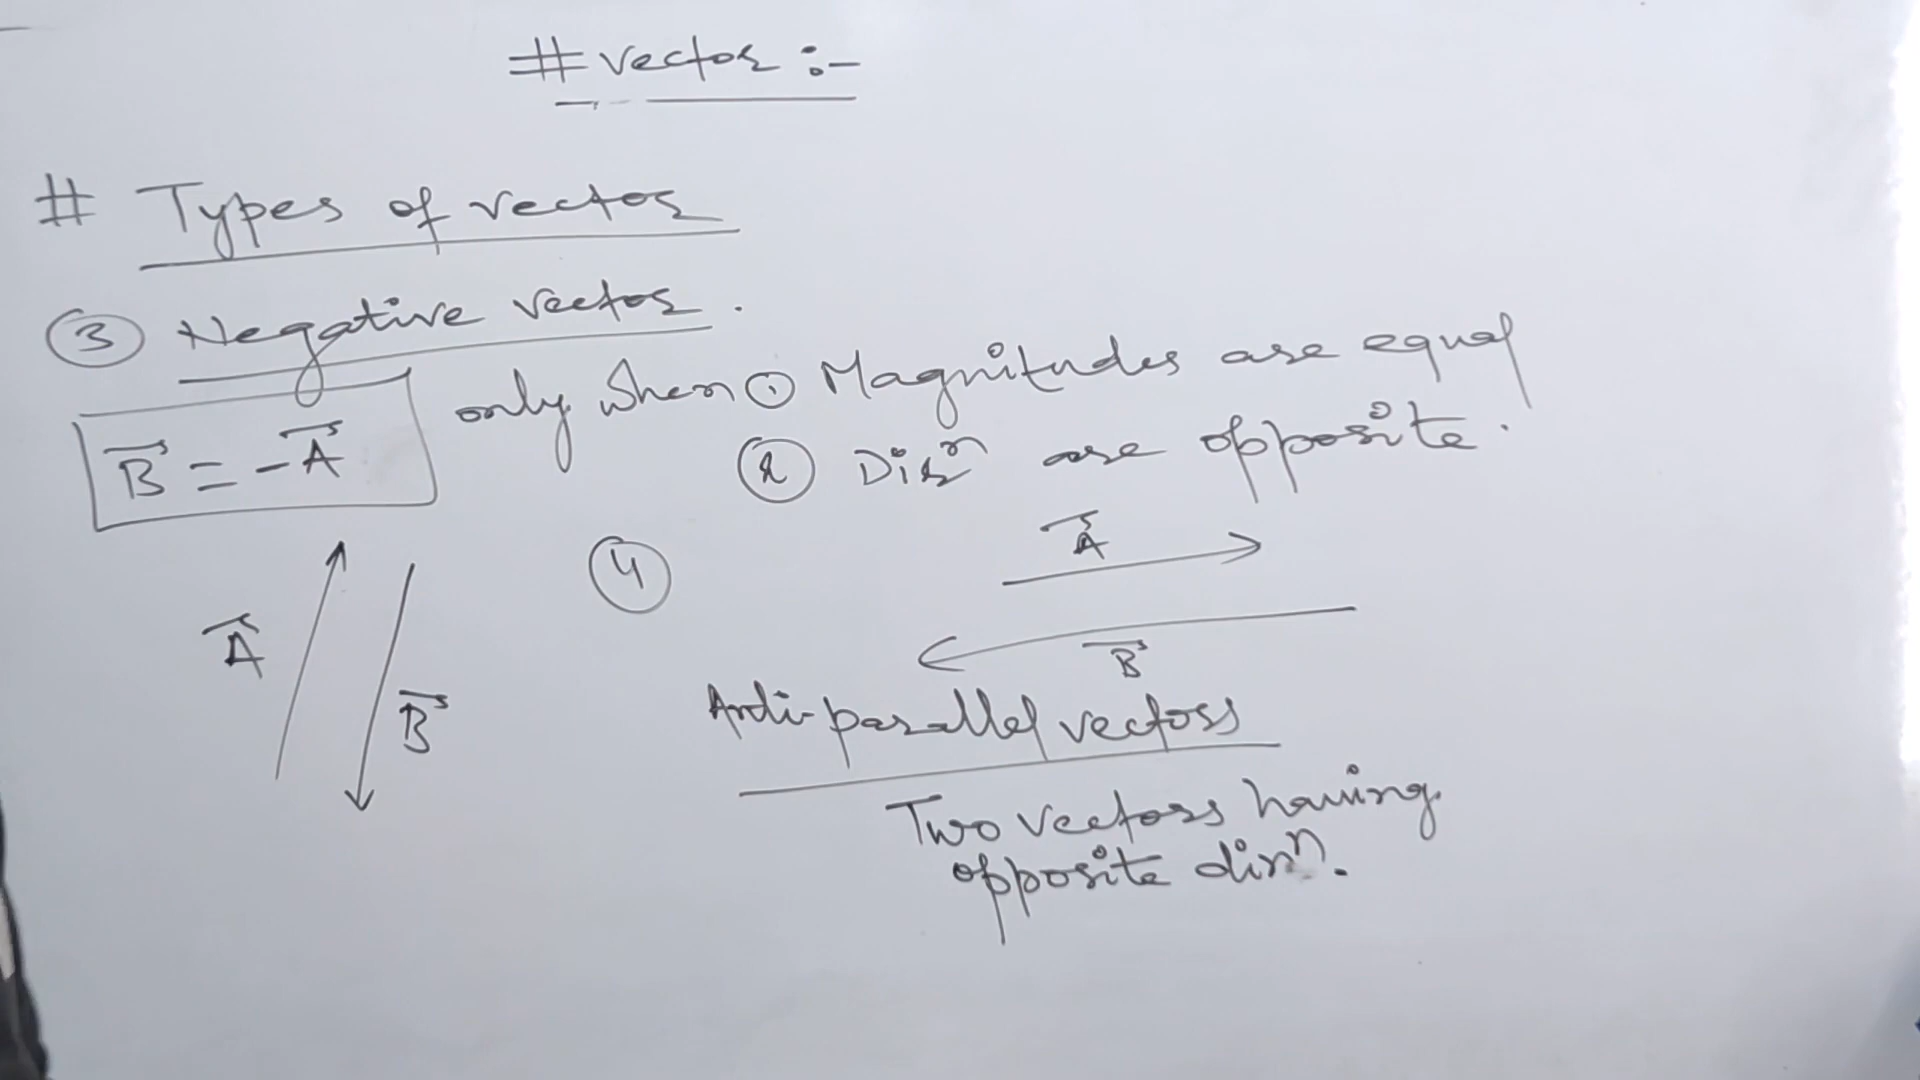 # vector :-
# Types of vector
③ Negative vector.
B = -A only when ① Magnitudes are equal
② Dirⁿ are opposite.
A
④
A
B
B
Anti-parallel vectors
Two vectors having
opposite dirⁿ.